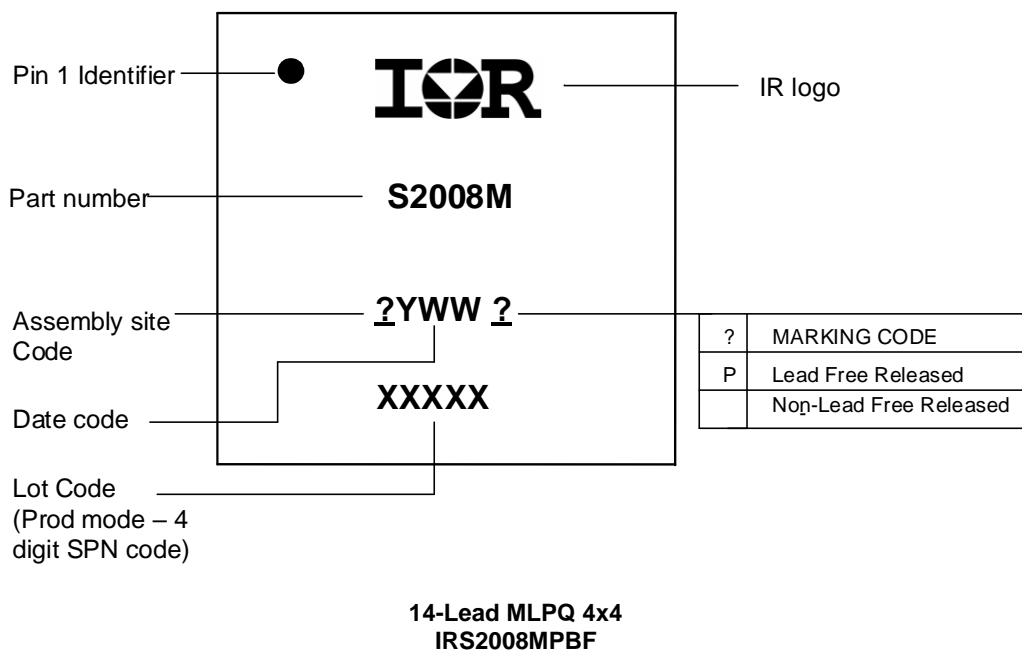 Pin 1 Identifier
IOR
IR logo
Part number
S2008M
Assembly site
Code
?YWW ?
? MARKING CODE
P Lead Free Released
Non-Lead Free Released
Date code
XXXXX
Lot Code
(Prod mode – 4
digit SPN code)
14-Lead MLPQ 4x4
IRS2008MPBF